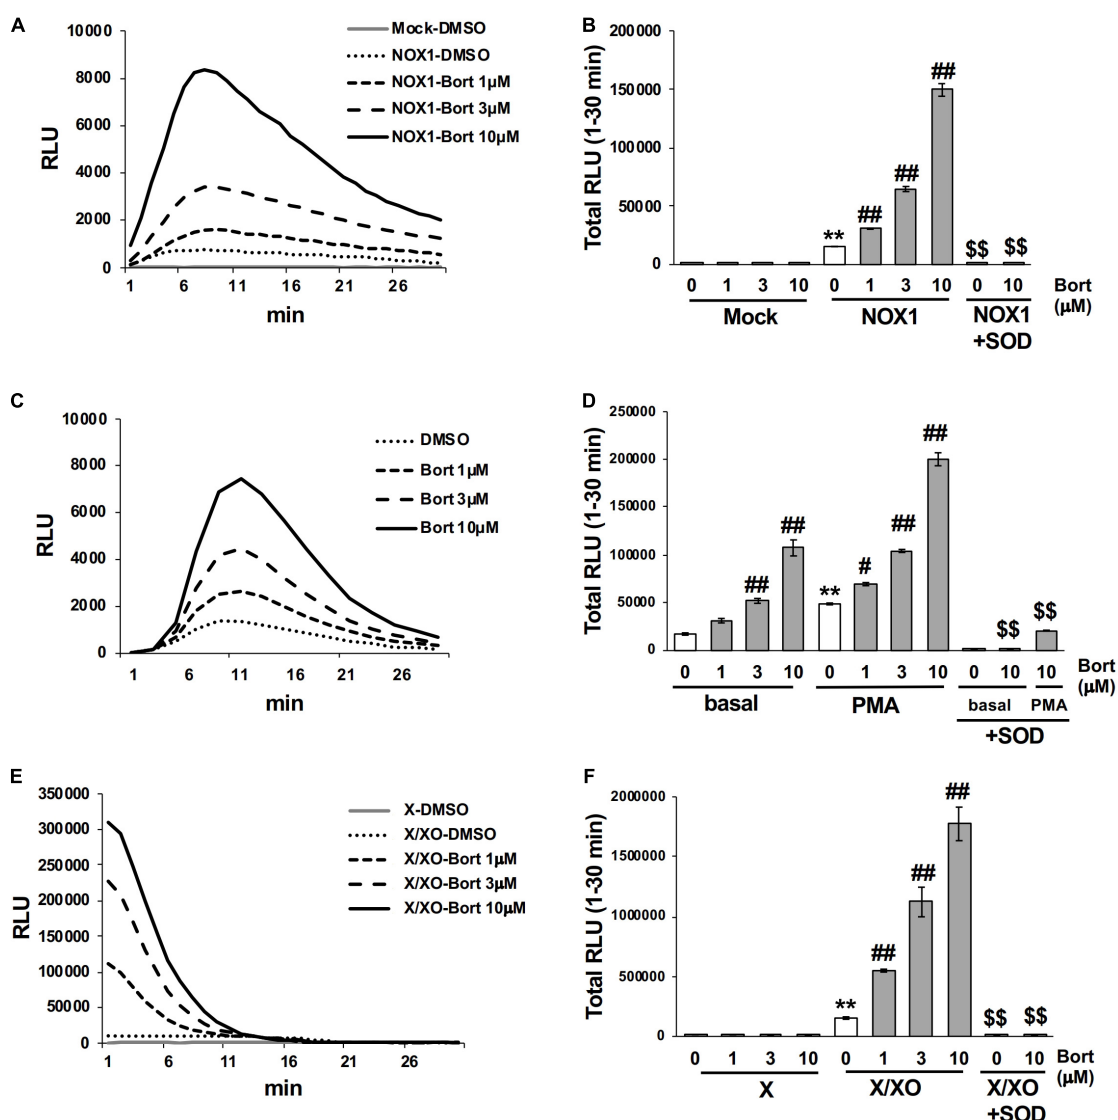 A
10000
8000
6000
4000
2000
0
RLU
1 6 11 16 21 26
min
Mock-DMSO
NOX1-DMSO
NOX1-Bort 1μM
NOX1-Bort 3μM
NOX1-Bort 10μM
B
200000
150000
100000
50000
0
Total RLU (1-30 min)
** ## ## ## $$ $$
0 1 3 10 0 1 3 10 0 10 Bort
(μM)
Mock NOX1 NOX1
+SOD
C
10000
8000
6000
4000
2000
0
RLU
1 6 11 16 21 26
min
DMSO
Bort 1μM
Bort 3μM
Bort 10μM
D
250000
200000
150000
100000
50000
0
Total RLU (1-30 min)
## ## ** # ## ## $$ $$
0 1 3 10 0 1 3 10 0 10 10 Bort
(μM)
basal PMA basal PMA
+SOD
E
350000
300000
250000
200000
150000
100000
50000
0
RLU
1 6 11 16 21 26
min
X-DMSO
X/XO-DMSO
X/XO-Bort 1μM
X/XO-Bort 3μM
X/XO-Bort 10μM
F
2000000
1500000
1000000
500000
0
Total RLU (1-30 min)
** ## ## ## $$ $$
0 1 3 10 0 1 3 10 0 10 Bort
(μM)
X X/XO X/XO
+SOD